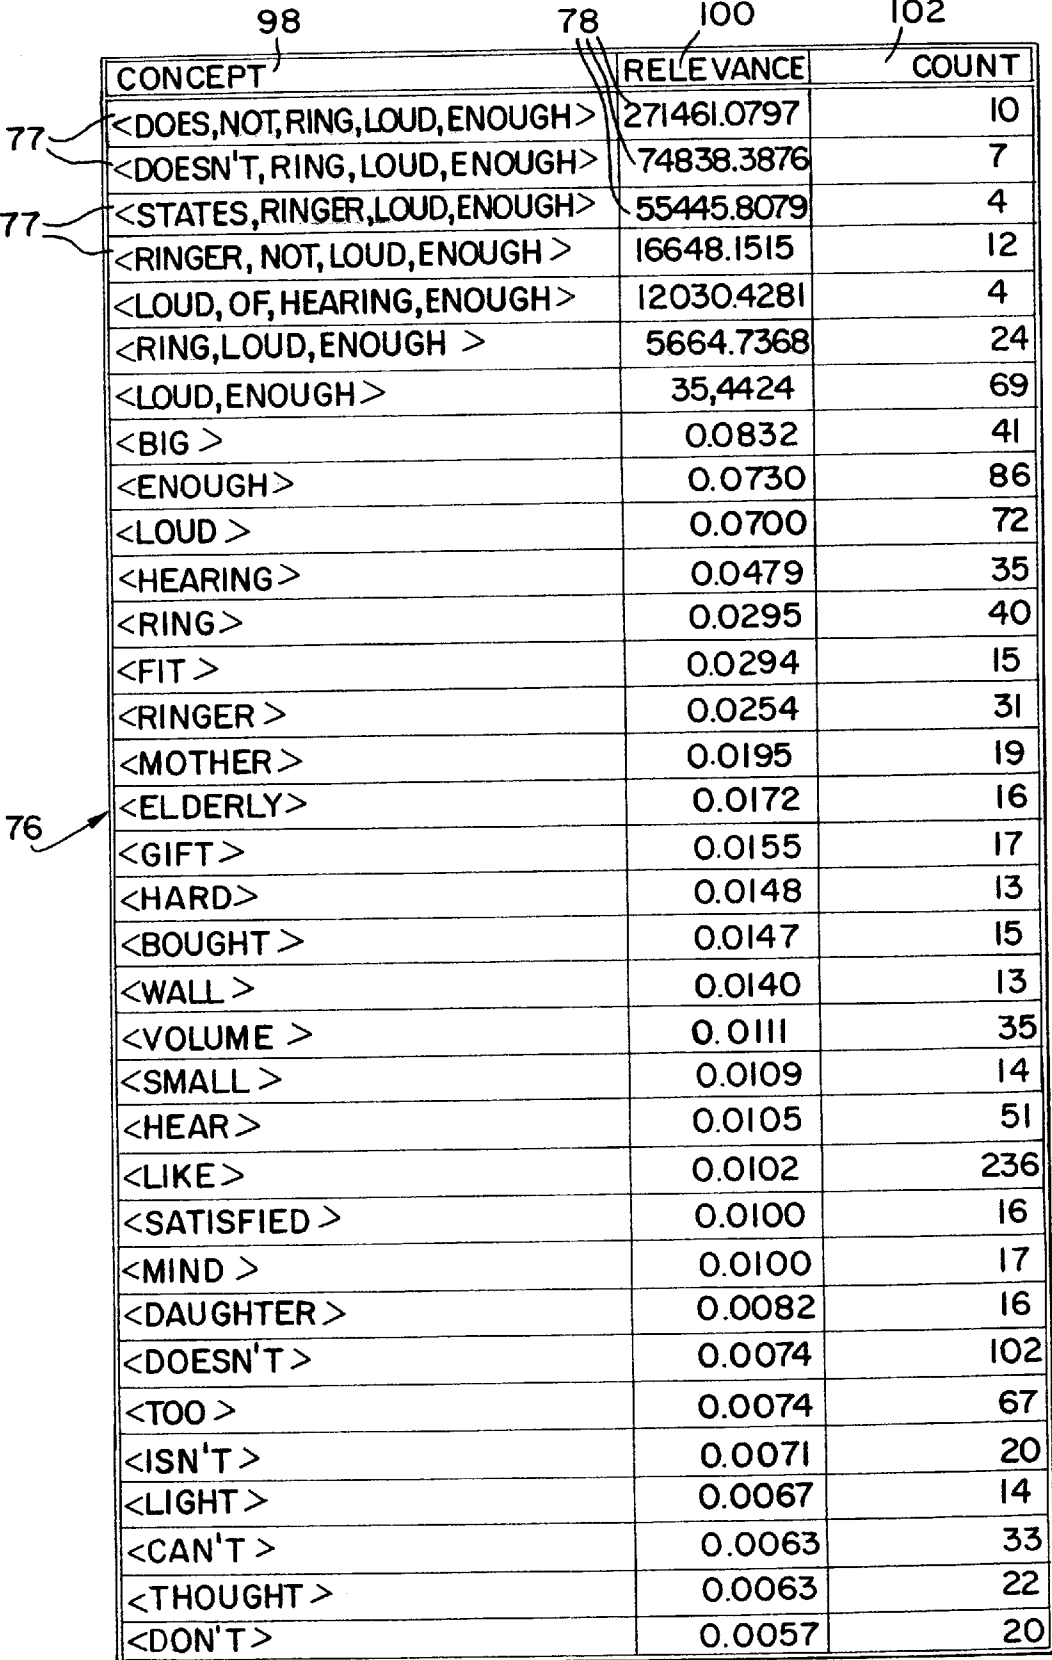 98 78 100 102
CONCEPT RELEVANCE COUNT
77 <DOES,NOT,RING,LOUD,ENOUGH> 271461.0797 10
<DOESN'T,RING,LOUD,ENOUGH> 74838.3876 7
77 <STATES,RINGER,LOUD,ENOUGH> 55445.8079 4
<RINGER,NOT,LOUD,ENOUGH> 16648.1515 12
<LOUD,OF,HEARING,ENOUGH> 12030.4281 4
<RING,LOUD,ENOUGH> 5664.7368 24
<LOUD,ENOUGH> 35,4424 69
<BIG> 0.0832 41
<ENOUGH> 0.0730 86
<LOUD> 0.0700 72
<HEARING> 0.0479 35
<RING> 0.0295 40
<FIT> 0.0294 15
<RINGER> 0.0254 31
<MOTHER> 0.0195 19
76 <ELDERLY> 0.0172 16
<GIFT> 0.0155 17
<HARD> 0.0148 13
<BOUGHT> 0.0147 15
<WALL> 0.0140 13
<VOLUME> 0.0111 35
<SMALL> 0.0109 14
<HEAR> 0.0105 51
<LIKE> 0.0102 236
<SATISFIED> 0.0100 16
<MIND> 0.0100 17
<DAUGHTER> 0.0082 16
<DOESN'T> 0.0074 102
<TOO> 0.0074 67
<ISN'T> 0.0071 20
<LIGHT> 0.0067 14
<CAN'T> 0.0063 33
<THOUGHT> 0.0063 22
<DON'T> 0.0057 20